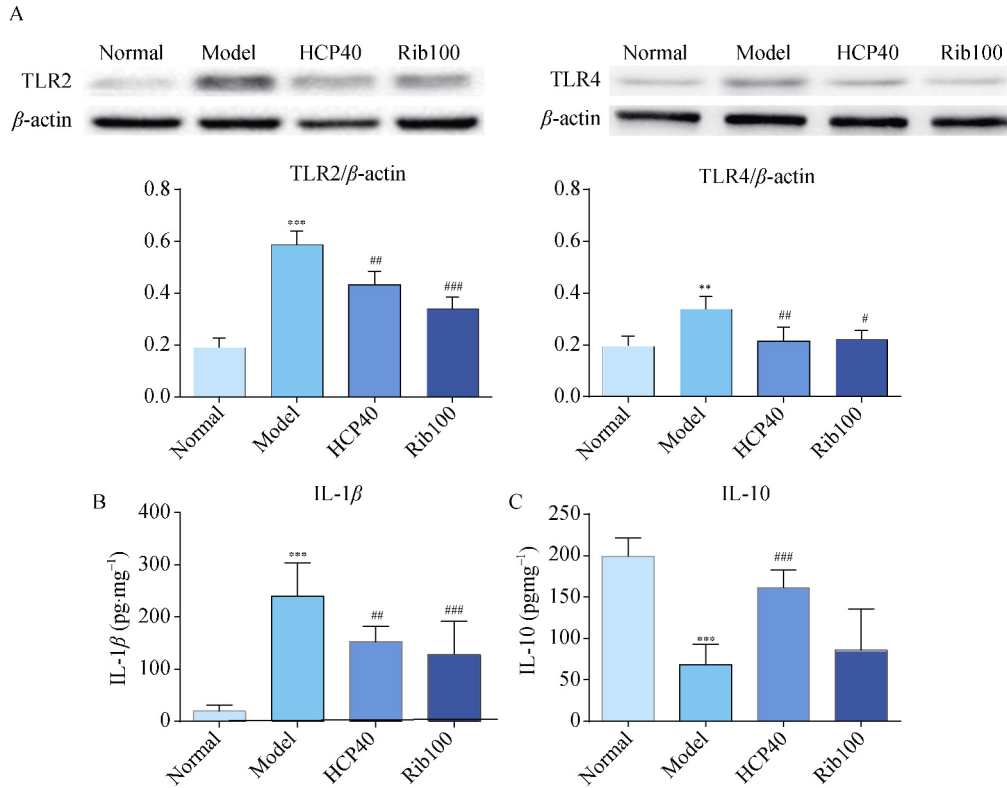 A
Normal Model HCP40 Rib100
TLR2
β-actin
Normal Model HCP40 Rib100
TLR4
β-actin
TLR2/β-actin
0.8
0.6
0.4
0.2
0.0
***
##
###
Normal
Model
HCP40
Rib100
TLR4/β-actin
0.8
0.6
0.4
0.2
0.0
**
##
#
Normal
Model
HCP40
Rib100
B
IL-1β
IL-1β (pg·mg⁻¹)
400
300
200
100
0
***
##
###
Normal
Model
HCP40
Rib100
C
IL-10
IL-10 (pgmg⁻¹)
250
200
150
100
50
0
***
###
Normal
Model
HCP40
Rib100